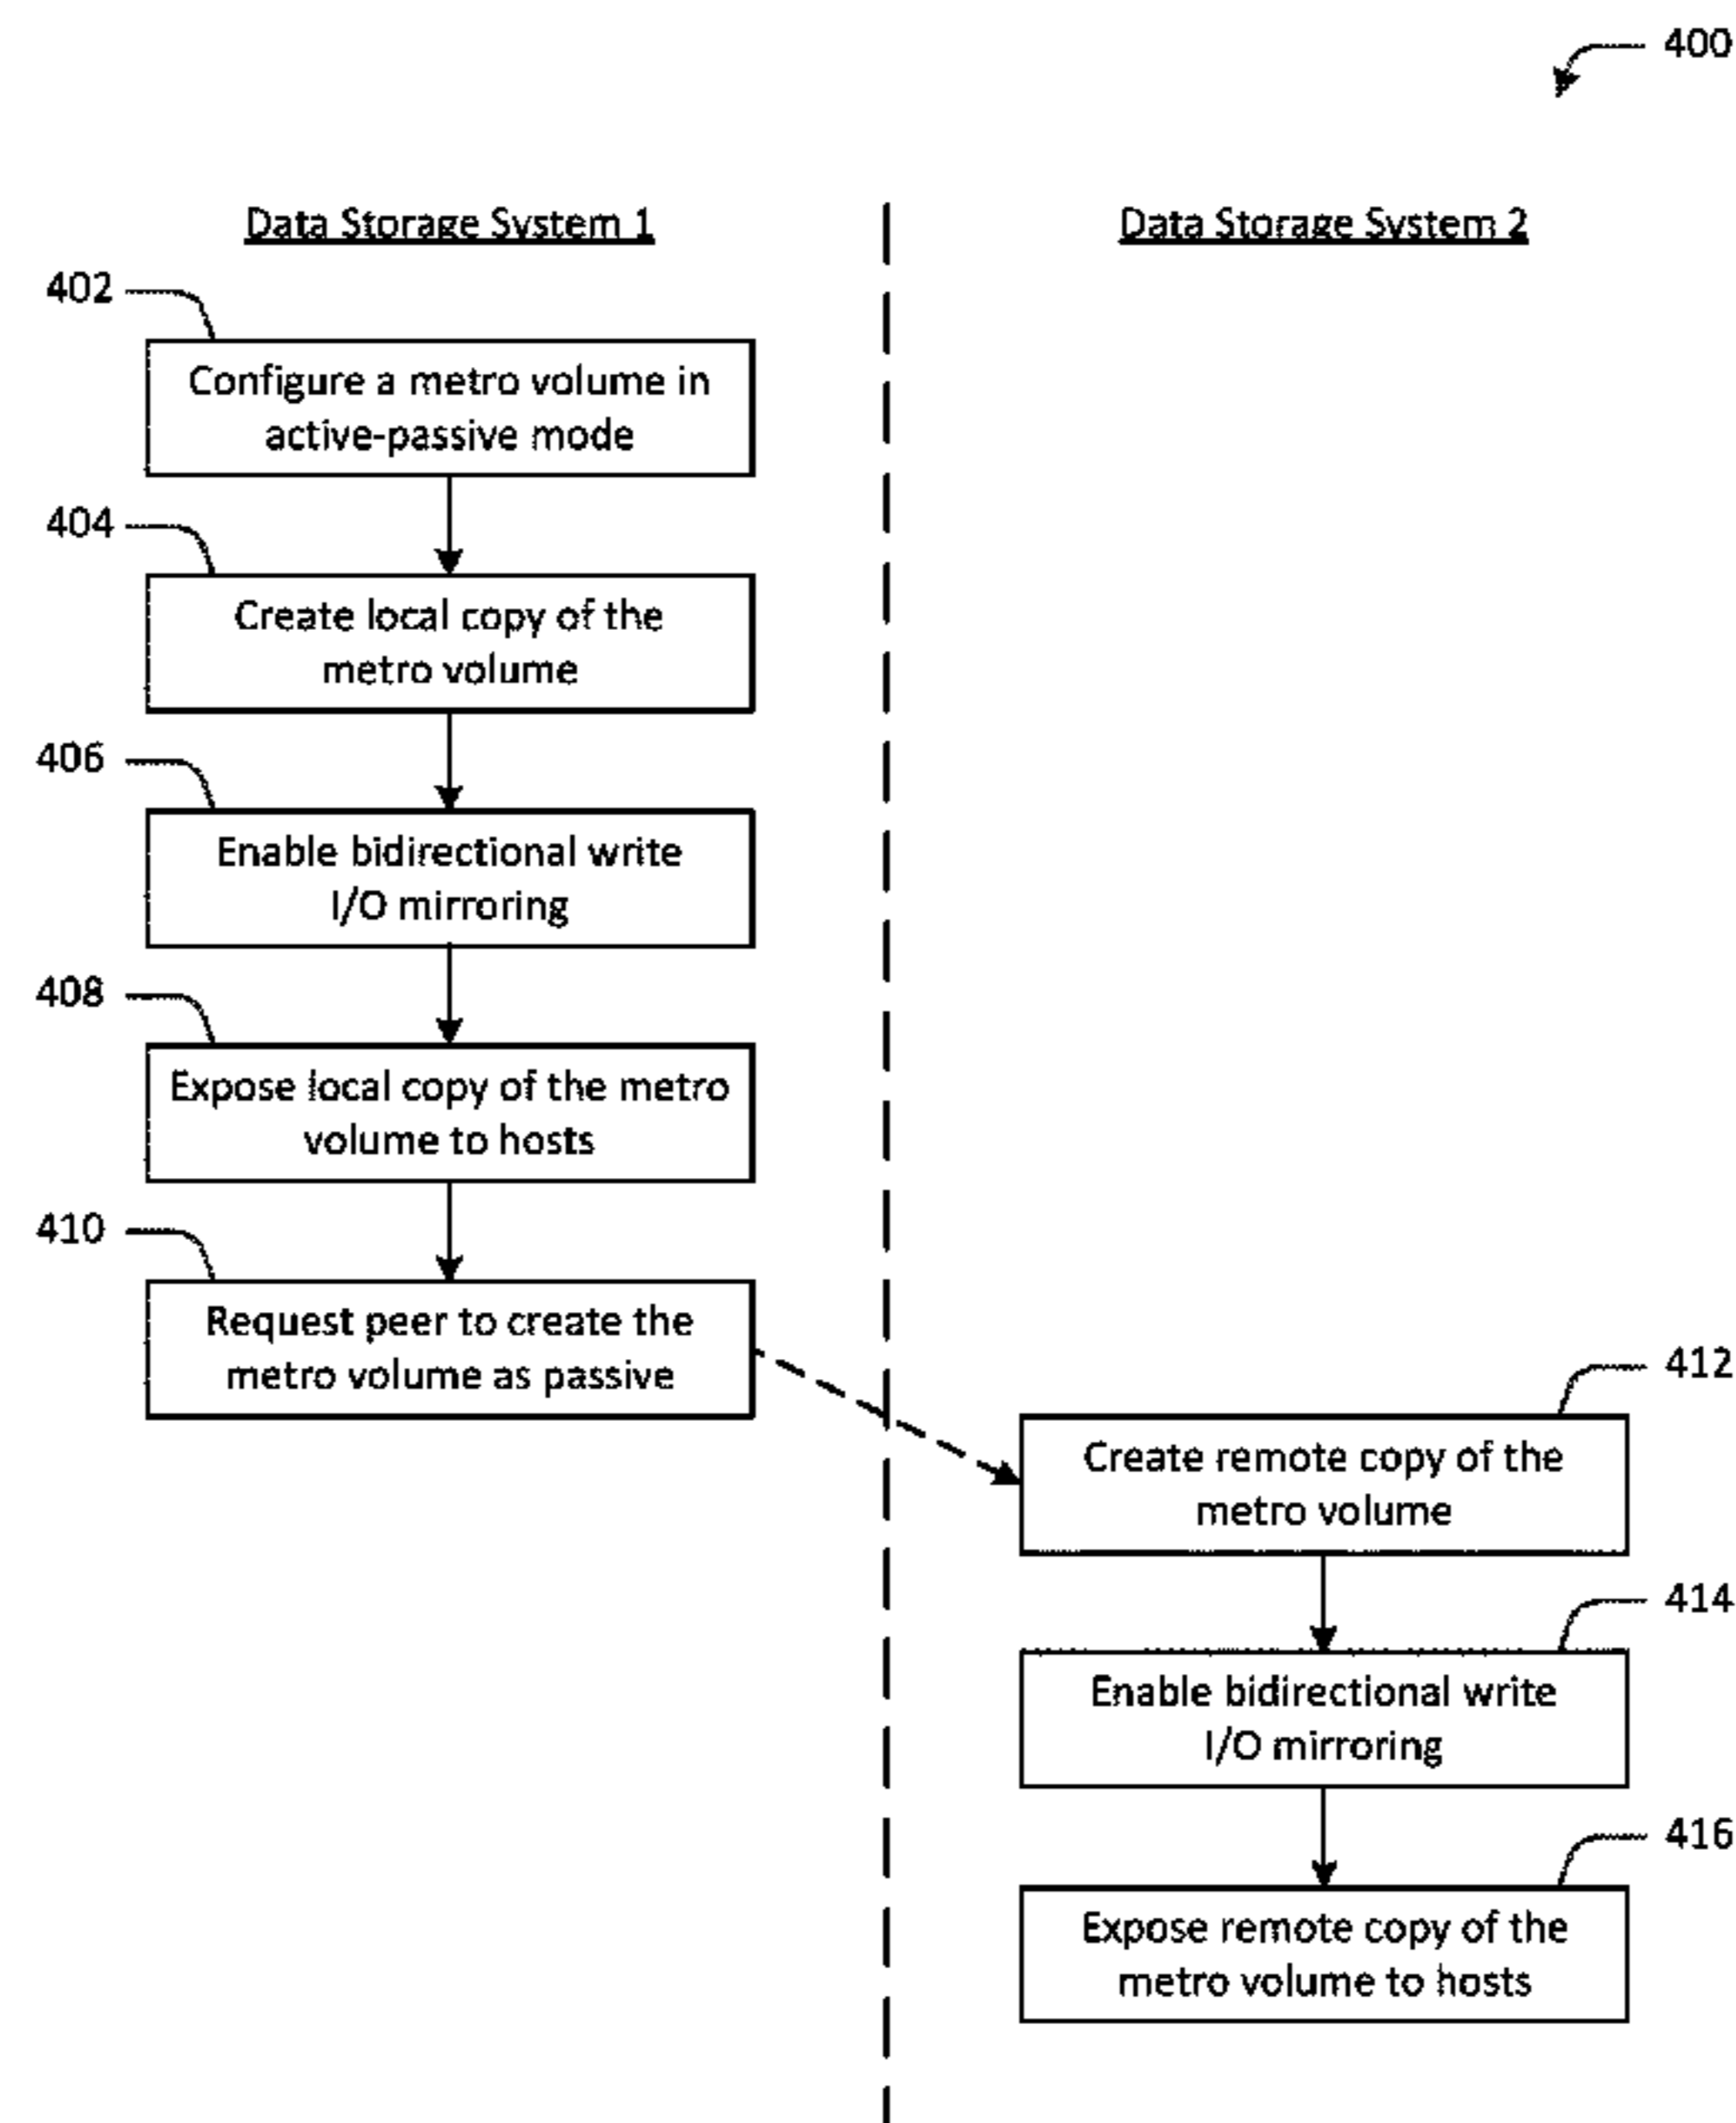 400
Data Storage System 1
Data Storage System 2
402
Configure a metro volume in
active-passive mode
404
Create local copy of the
metro volume
406
Enable bidirectional write
I/O mirroring
408
Expose local copy of the metro
volume to hosts
410
Request peer to create the
metro volume as passive
412
Create remote copy of the
metro volume
414
Enable bidirectional write
I/O mirroring
416
Expose remote copy of the
metro volume to hosts